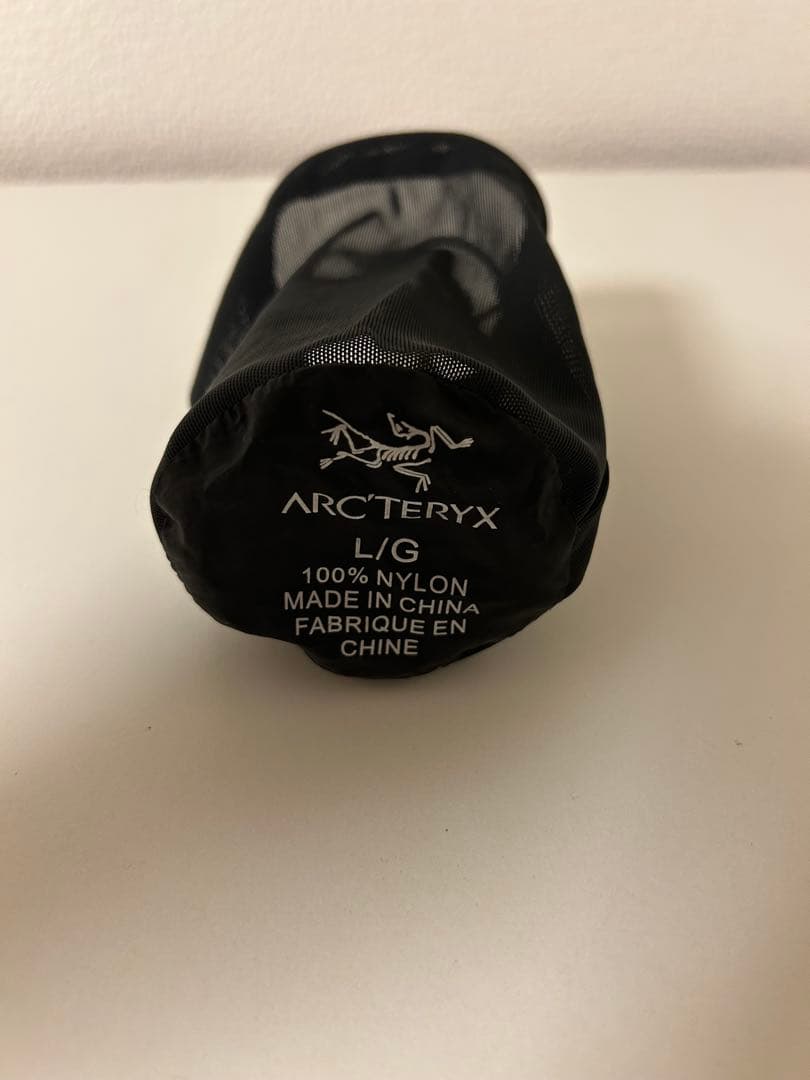 ARC'TERYX
L/G
100% NYLON
MADE IN CHINA
FABRIQUE EN
CHINE